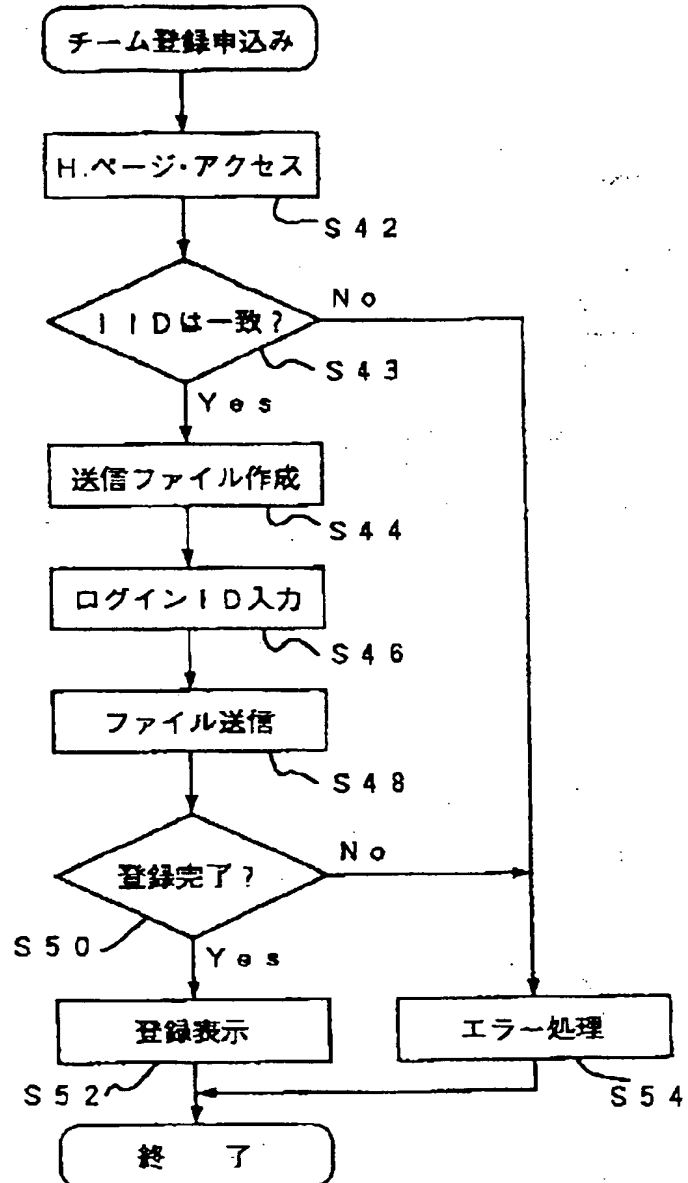 チーム登録申込み
H.ページ・アクセス
S42
IIDは一致?
No
S43
Yes
送信ファイル作成
S44
ログインID入力
S46
ファイル送信
S48
登録完了?
No
S50
Yes
登録表示
エラー処理
S52
S54
終 了